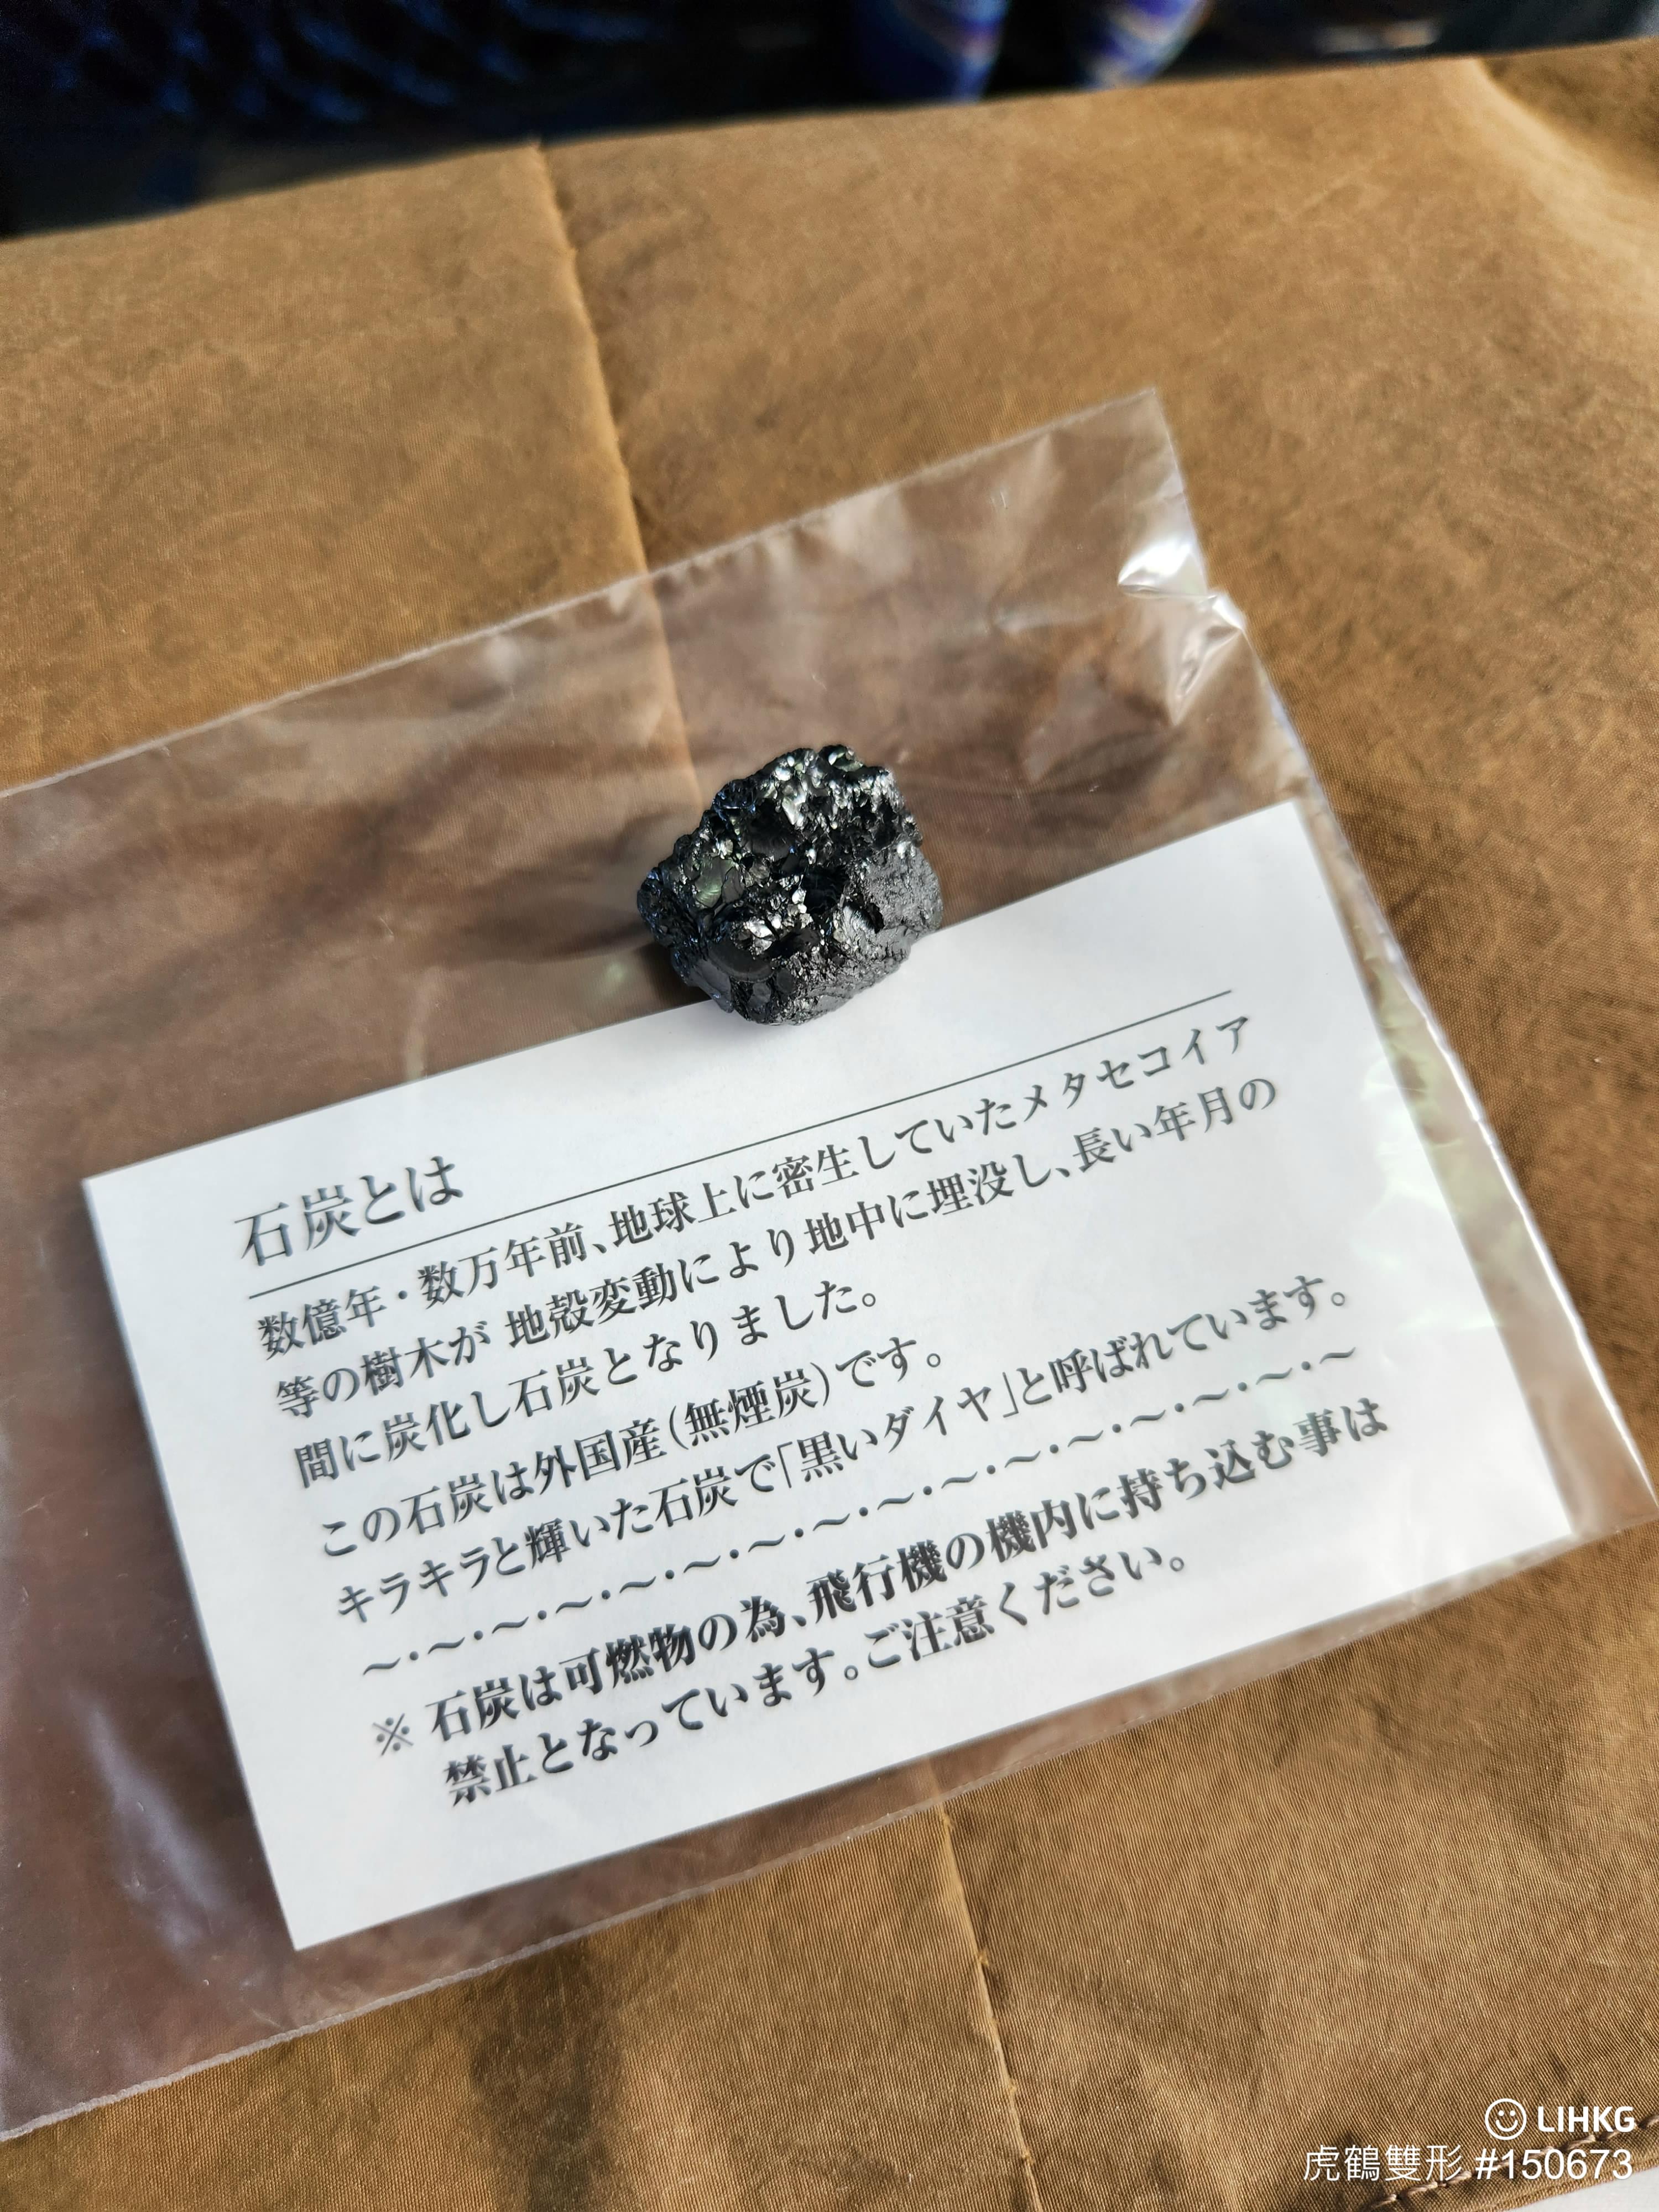 石炭とは
数億年・数万年前、地球上に密生していたメタセコイア
等の樹木が 地殻変動により地中に埋没し、長い年月の
間に炭化し石炭となりました。
この石炭は外国産(無煙炭)です。
キラキラと輝いた石炭で「黒いダイヤ」と呼ばれています。
～・～・～・～・～・～・～・～・～・～・～・～・～・～・～・～
※ 石炭は可燃物の為、飛行機の機内に持ち込む事は
禁止となっています。ご注意ください。
LIHKG
虎鶴雙形 #150673